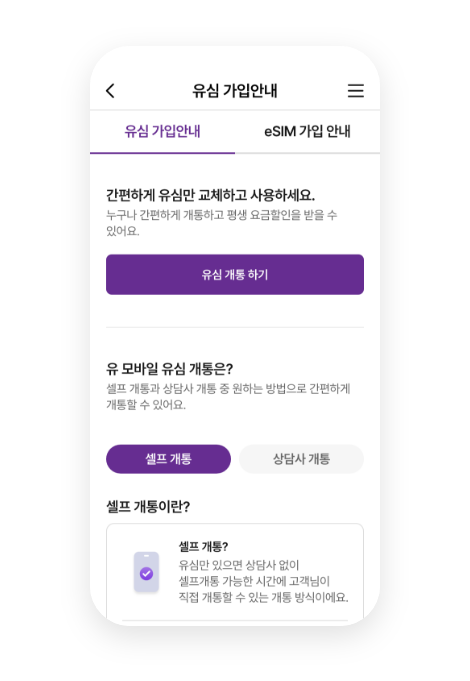 유심 가입안내
유심 가입안내
eSIM 가입 안내
간편하게 유심만 교체하고 사용하세요.
누구나 간편하게 개통하고 평생 요금할인을 받을 수
있어요.
유심 개통 하기
유 모바일 유심 개통은?
셀프 개통과 상담사 개통 중 원하는 방법으로 간편하게
개통할 수 있어요.
셀프 개통
상담사 개통
셀프 개통이란?
셀프 개통?
유심만 있으면 상담사 없이
셀프개통 가능한 시간에 고객님이
직접 개통할 수 있는 개통 방식이에요.